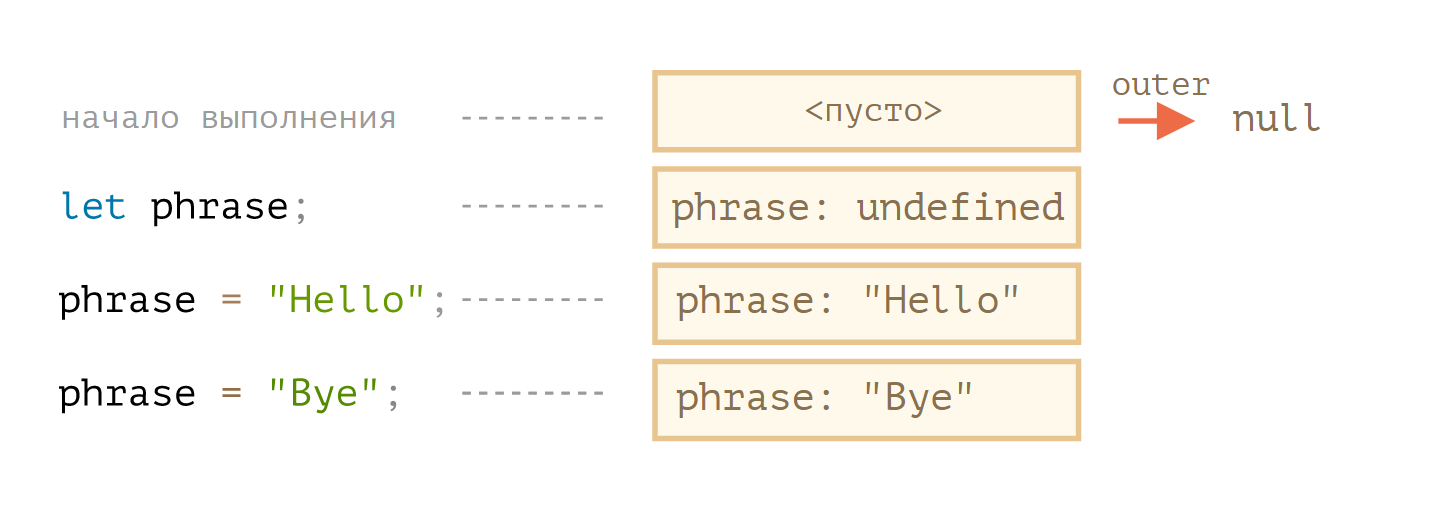 outer
начало выполнения --------- <пусто> null
let phrase; --------- phrase: undefined
phrase = "Hello"; --------- phrase: "Hello"
phrase = "Bye"; --------- phrase: "Bye"